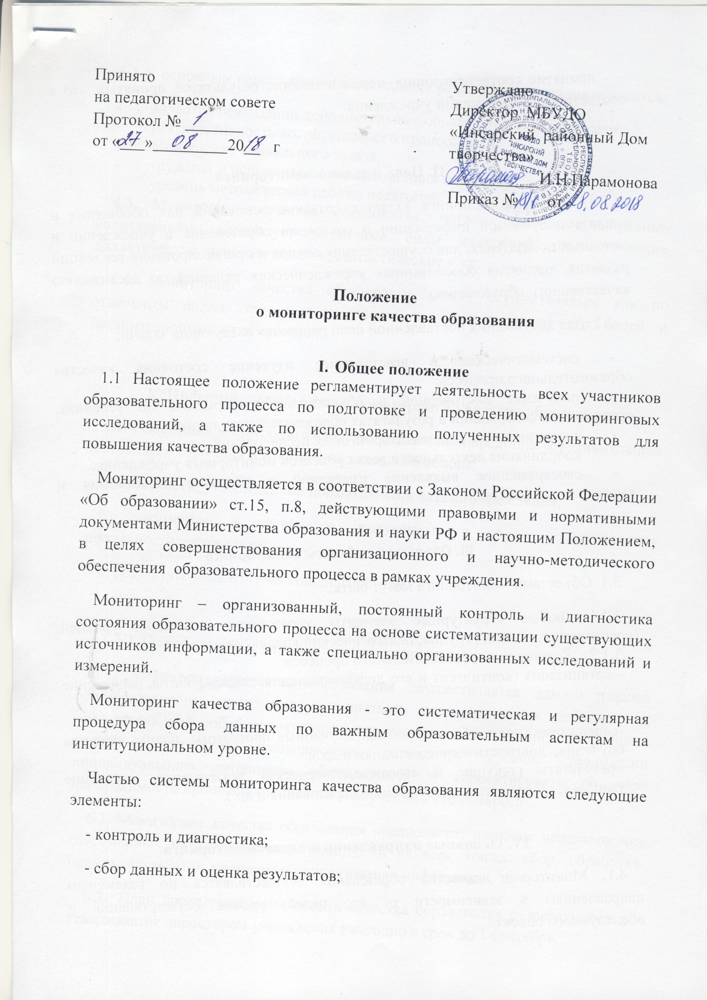 Принято
на педагогическом совете
Протокол № 1
от «27» 08 2018 г
Утверждаю
Директор МБУДО
«Инсарский районный Дом
творчества»
И.Н.Парамонова
Приказ № 18/1 от 28.08.2018
МБУДО
"ИНСАРСКИЙ
РАЙОННЫЙ ДОМ
ТВОРЧЕСТВА"
Положение
о мониторинге качества образования
I. Общее положение
1.1 Настоящее положение регламентирует деятельность всех участников
образовательного процесса по подготовке и проведению мониторинговых
исследований, а также по использованию полученных результатов для
повышения качества образования.
Мониторинг осуществляется в соответствии с Законом Российской Федерации
«Об образовании» ст.15, п.8, действующими правовыми и нормативными
документами Министерства образования и науки РФ и настоящим Положением,
в целях совершенствования организационного и научно-методического
обеспечения образовательного процесса в рамках учреждения.
Мониторинг – организованный, постоянный контроль и диагностика
состояния образовательного процесса на основе систематизации существующих
источников информации, а также специально организованных исследований и
измерений.
Мониторинг качества образования - это систематическая и регулярная
процедура сбора данных по важным образовательным аспектам на
институциональном уровне.
Частью системы мониторинга качества образования являются следующие
элементы:
- контроль и диагностика;
- сбор данных и оценка результатов;